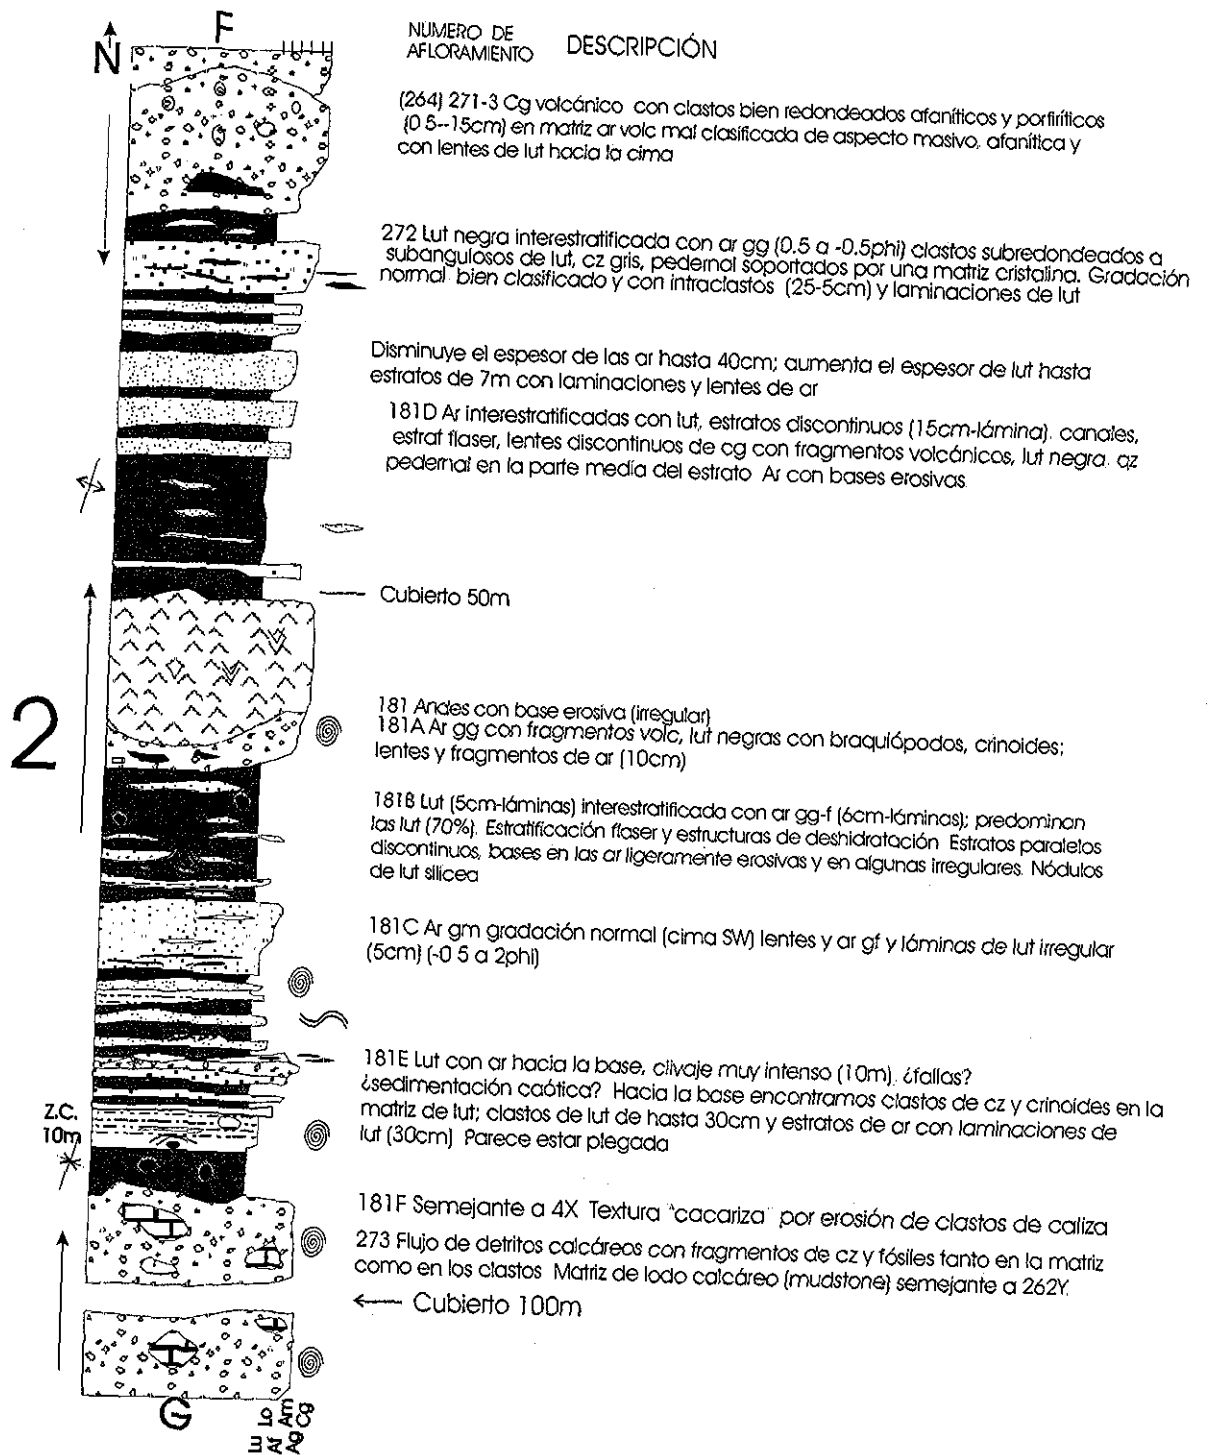 F
N
NUMERO DE
AFLORAMIENTO
DESCRIPCIÓN
(264) 271-3 Cg volcánico con clastos bien redondeados afaníticos y porfiríticos
(0 5--15cm) en matriz ar volc mal clasificada de aspecto masivo, afanítica y
con lentes de lut hacia la cima
272 Lut negra interestratificada con ar gg (0.5 a -0.5phi) clastos subredondeados a
subangulosos de lut, cz gris, pedernal soportados por una matriz cristalina. Gradación
normal bien clasificado y con intraclastos (25-5cm) y laminaciones de lut
Disminuye el espesor de las ar hasta 40cm; aumenta el espesor de lut hasta
estratos de 7m con laminaciones y lentes de ar
181D Ar interestratificadas con lut, estratos discontinuos (15cm-lámina). canales,
estrat flaser, lentes discontinuos de cg con fragmentos volcánicos, lut negra. qz
pedernal en la parte media del estrato Ar con bases erosivas
Cubierto 50m
2
181 Andes con base erosiva (irregular)
181A Ar gg con fragmentos volc, lut negras con braquiópodos, crinoides;
lentes y fragmentos de ar (10cm)
181B Lut (5cm-láminas) interestratificada con ar gg-f (6cm-láminas); predominan
las lut (70%). Estratificación flaser y estructuras de deshidratación Estratos paralelos
discontinuos, bases en las ar ligeramente erosivas y en algunas irregulares. Nódulos
de lut silicea
181C Ar gm gradación normal (cima SW) lentes y ar gf y láminas de lut irregular
(5cm) (-0 5 a 2phi)
181E Lut con ar hacia la base, clivaje muy intenso (10m). ¿fallas?
¿sedimentación caótica? Hacia la base encontramos clastos de cz y crinoides en la
matriz de lut; clastos de lut de hasta 30cm y estratos de ar con laminaciones de
lut (30cm) Parece estar plegada
Z.C.
10m
181F Semejante a 4X Textura "cacariza" por erosión de clastos de caliza
273 Flujo de detritos calcáreos con fragmentos de cz y fósiles tanto en la matriz
como en los clastos Matriz de lodo calcáreo (mudstone) semejante a 262Y.
Cubierto 100m
G
Lu
Lo
Af
Am
Ag
Cg